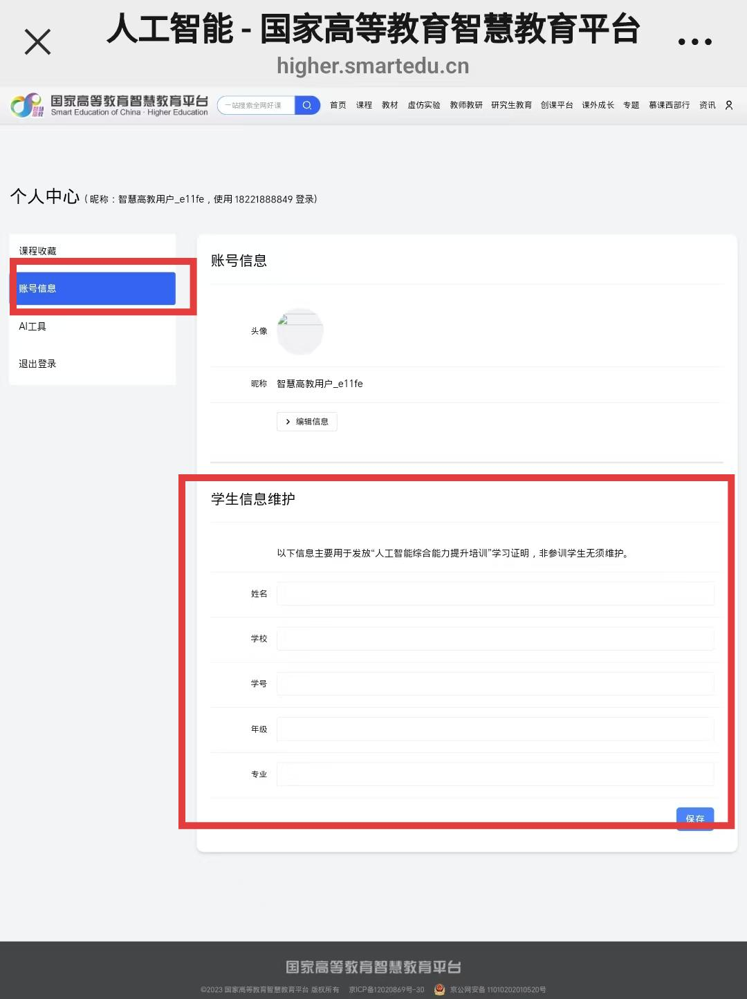 人工智能 - 国家高等教育智慧教育平台
higher.smartedu.cn
智慧高教
国家高等教育智慧教育平台
Smart Education of China · Higher Education
一站搜索全网好课
首页 课程 教材 虚仿实验 教师教研 研究生教育 创课平台 课外成长 专题 慕课西部行 资讯
个人中心 ( 昵称：智慧高教用户_e11fe，使用 18221888849 登录)
课程收藏
账号信息
AI工具
退出登录
账号信息
头像
昵称 智慧高教用户_e11fe
编辑信息
学生信息维护
以下信息主要用于发放“人工智能综合能力提升培训”学习证明，非参训学生无须维护。
姓名
学校
学号
年级
专业
保存
国家高等教育智慧教育平台
©2023 国家高等教育智慧教育平台 版权所有 京ICP备12020869号-30 京公网安备 11010202010520号